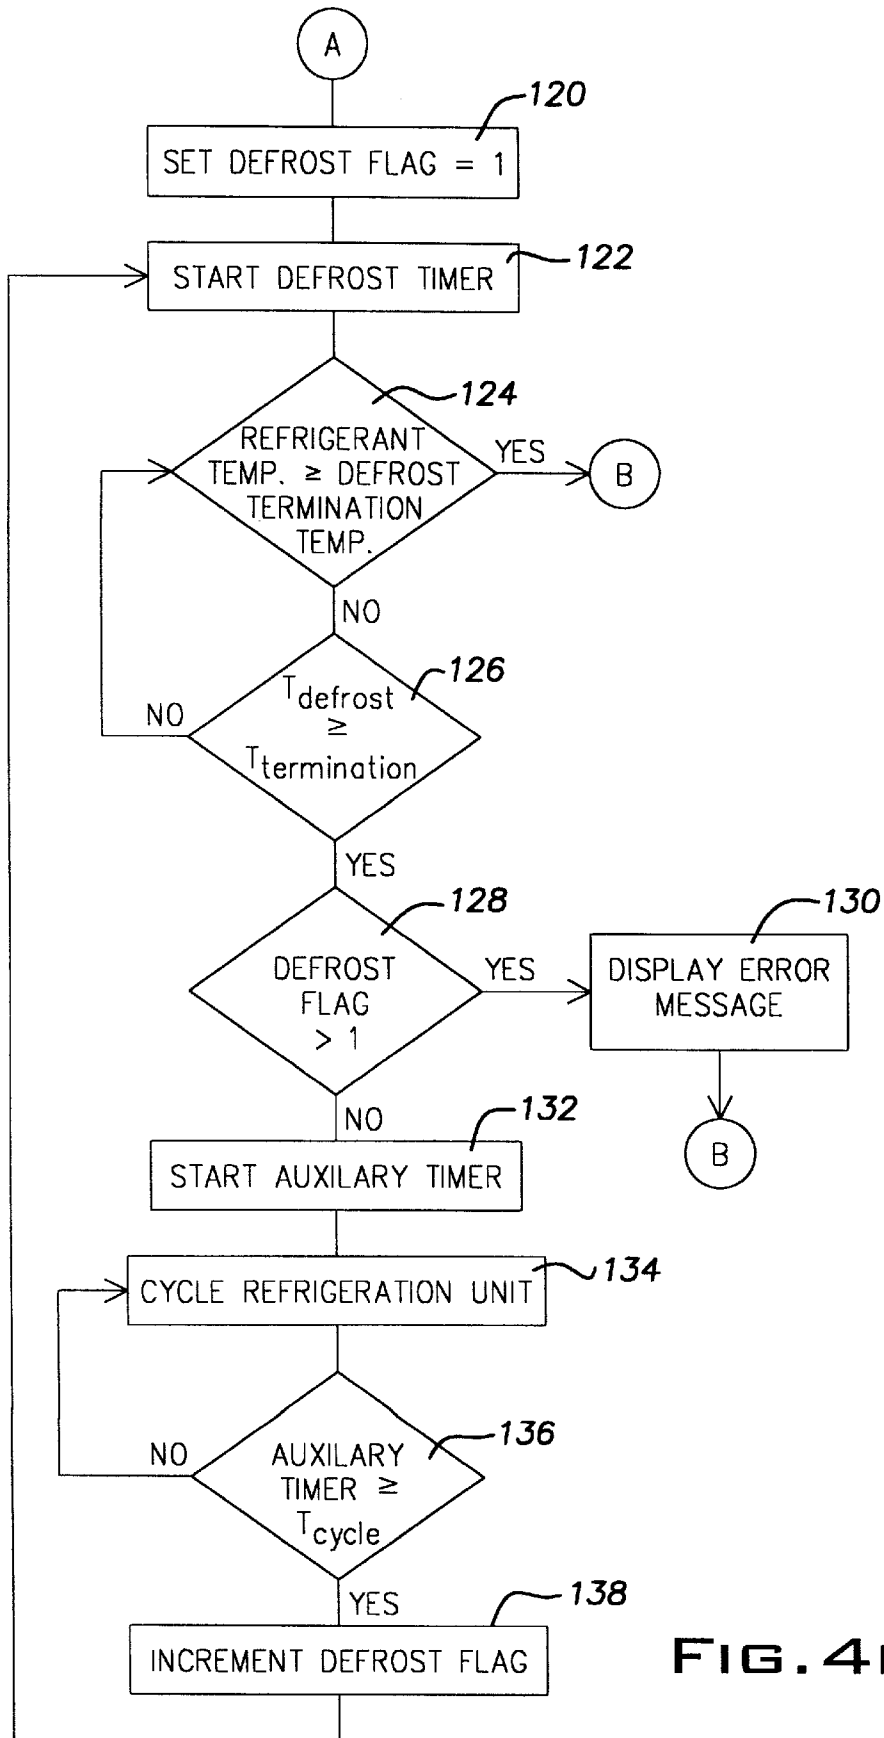 A
120
SET DEFROST FLAG = 1
122
START DEFROST TIMER
124
REFRIGERANT
TEMP. ≥ DEFROST
TERMINATION
TEMP.
YES
B
NO
126
Tdefrost
≥
Ttermination
NO
YES
128
DEFROST
FLAG
> 1
YES
130
DISPLAY ERROR
MESSAGE
B
NO
132
START AUXILARY TIMER
134
CYCLE REFRIGERATION UNIT
136
AUXILARY
TIMER ≥
Tcycle
NO
YES
138
INCREMENT DEFROST FLAG
FIG. 4